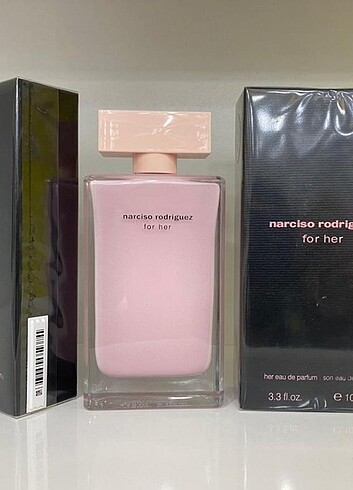 narciso rodriguez
for her
narciso rodrig
for her
her eau de parfum son eau de
3.3 fl.oz. e 10